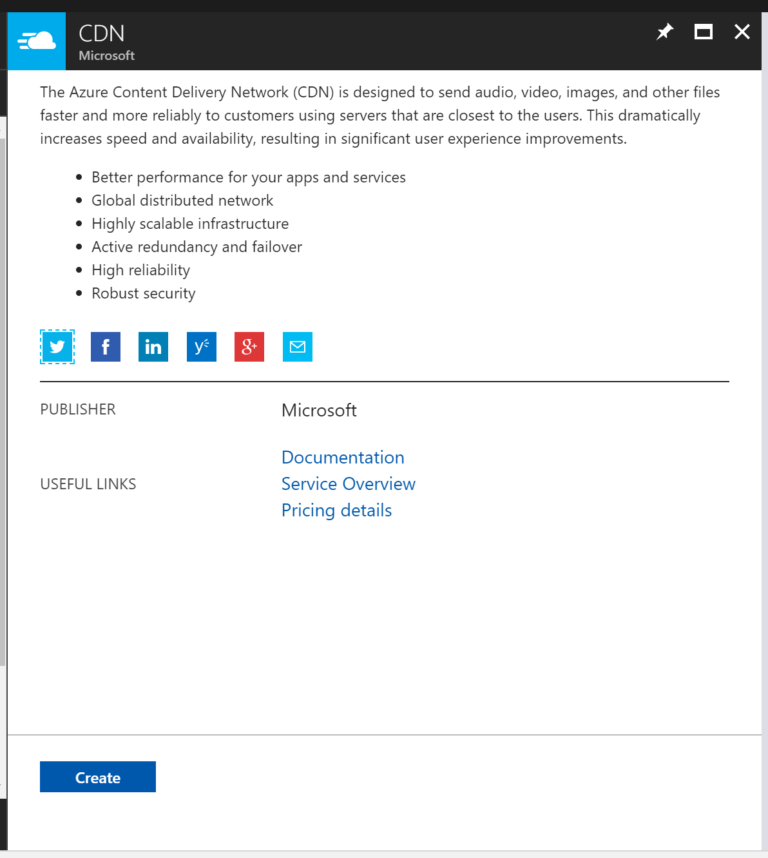 CDN
Microsoft
The Azure Content Delivery Network (CDN) is designed to send audio, video, images, and other files
faster and more reliably to customers using servers that are closest to the users. This dramatically
increases speed and availability, resulting in significant user experience improvements.
Better performance for your apps and services
Global distributed network
Highly scalable infrastructure
Active redundancy and failover
High reliability
Robust security
PUBLISHER
Microsoft
USEFUL LINKS
Documentation
Service Overview
Pricing details
Create